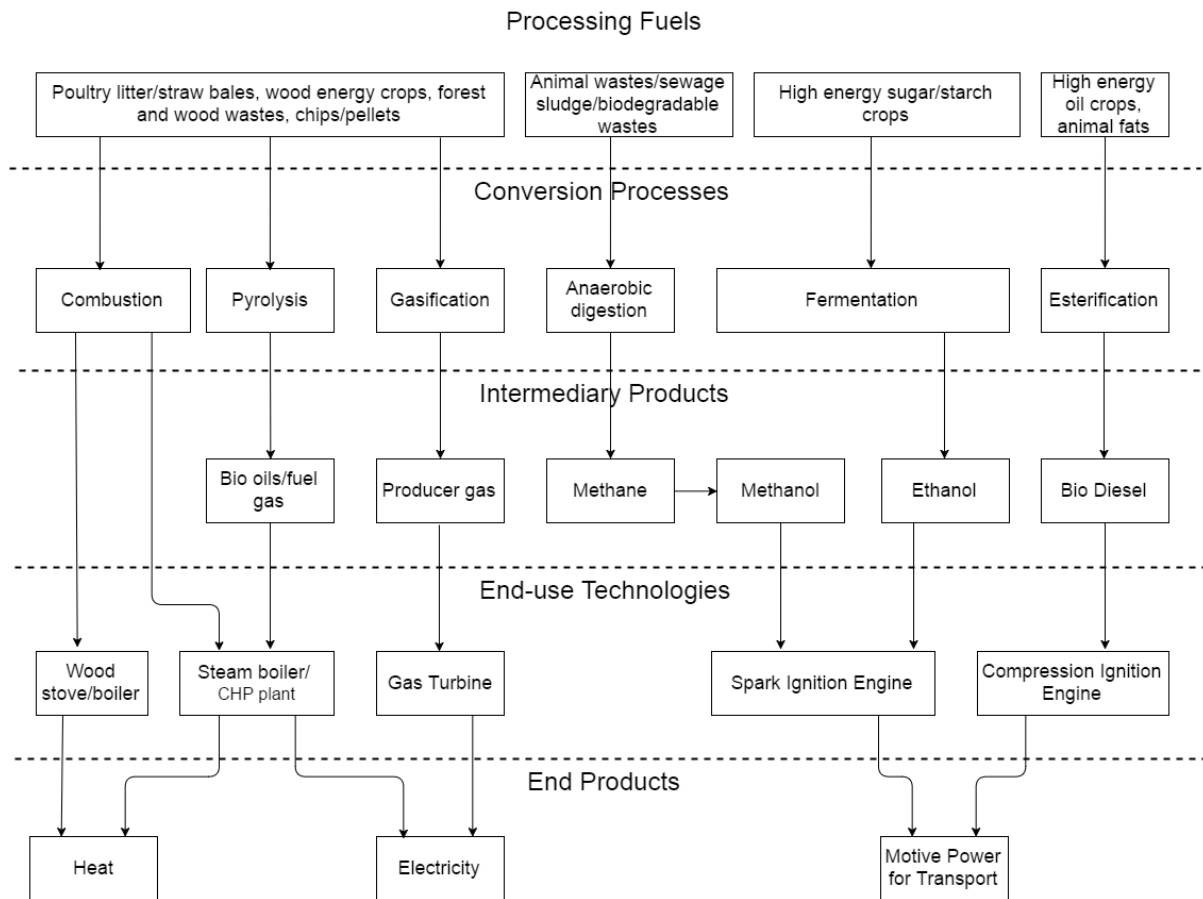 Processing Fuels
Poultry litter/straw bales, wood energy crops, forest
and wood wastes, chips/pellets
Animal wastes/sewage
sludge/biodegradable
wastes
High energy sugar/starch
crops
High energy
oil crops,
animal fats
Conversion Processes
Combustion
Pyrolysis
Gasification
Anaerobic
digestion
Fermentation
Esterification
Intermediary Products
Bio oils/fuel
gas
Producer gas
Methane
Methanol
Ethanol
Bio Diesel
End-use Technologies
Wood
stove/boiler
Steam boiler/
CHP plant
Gas Turbine
Spark Ignition Engine
Compression Ignition
Engine
End Products
Heat
Electricity
Motive Power
for Transport